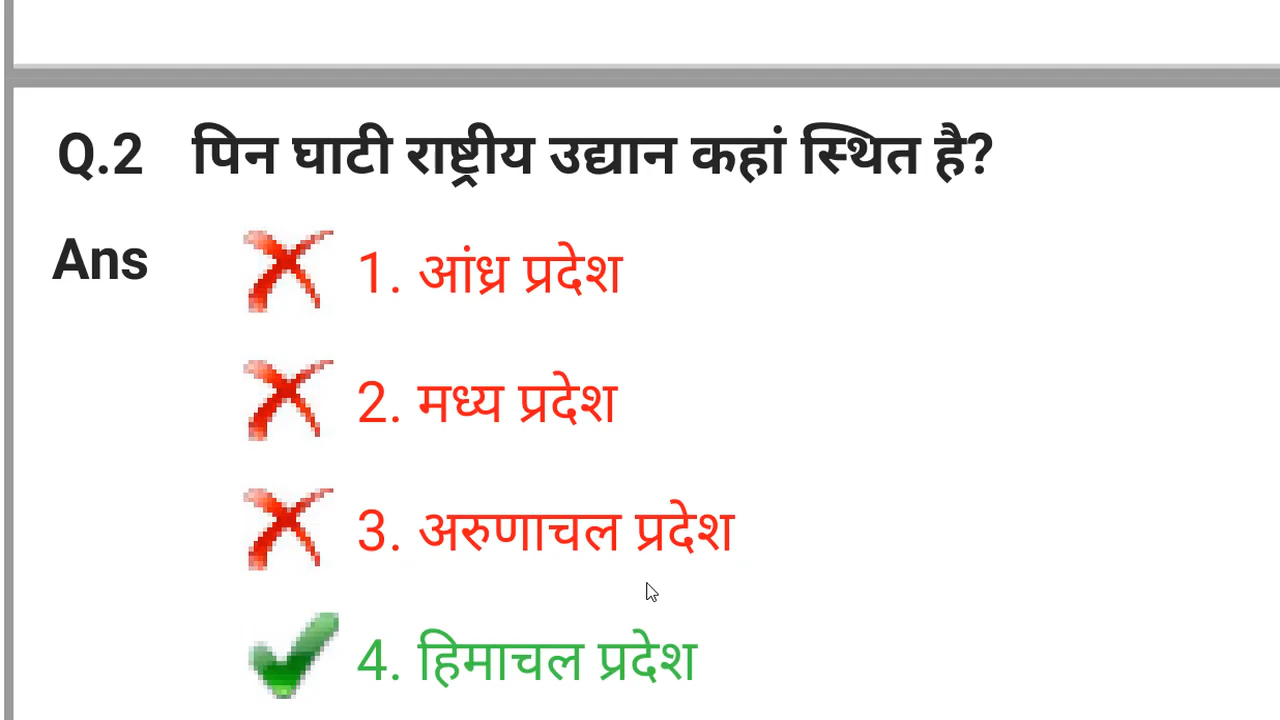 Q.2 पिन घाटी राष्ट्रीय उद्यान कहां स्थित है?
Ans 1. आंध्र प्रदेश
2. मध्य प्रदेश
3. अरुणाचल प्रदेश
4. हिमाचल प्रदेश